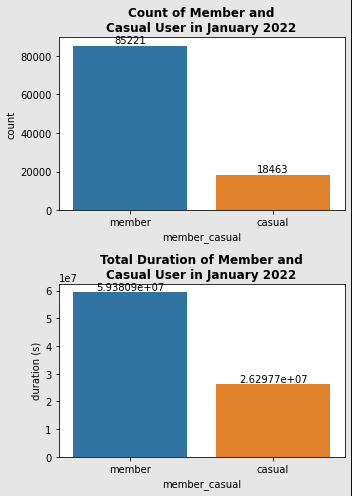 Count of Member and
Casual User in January 2022
85221
80000
60000
count
40000
18463
20000
0
member casual
member_casual
Total Duration of Member and
Casual User in January 2022
1e7
5.93809e+07
6
5
4
duration (s)
3
2.62977e+07
2
1
0
member casual
member_casual